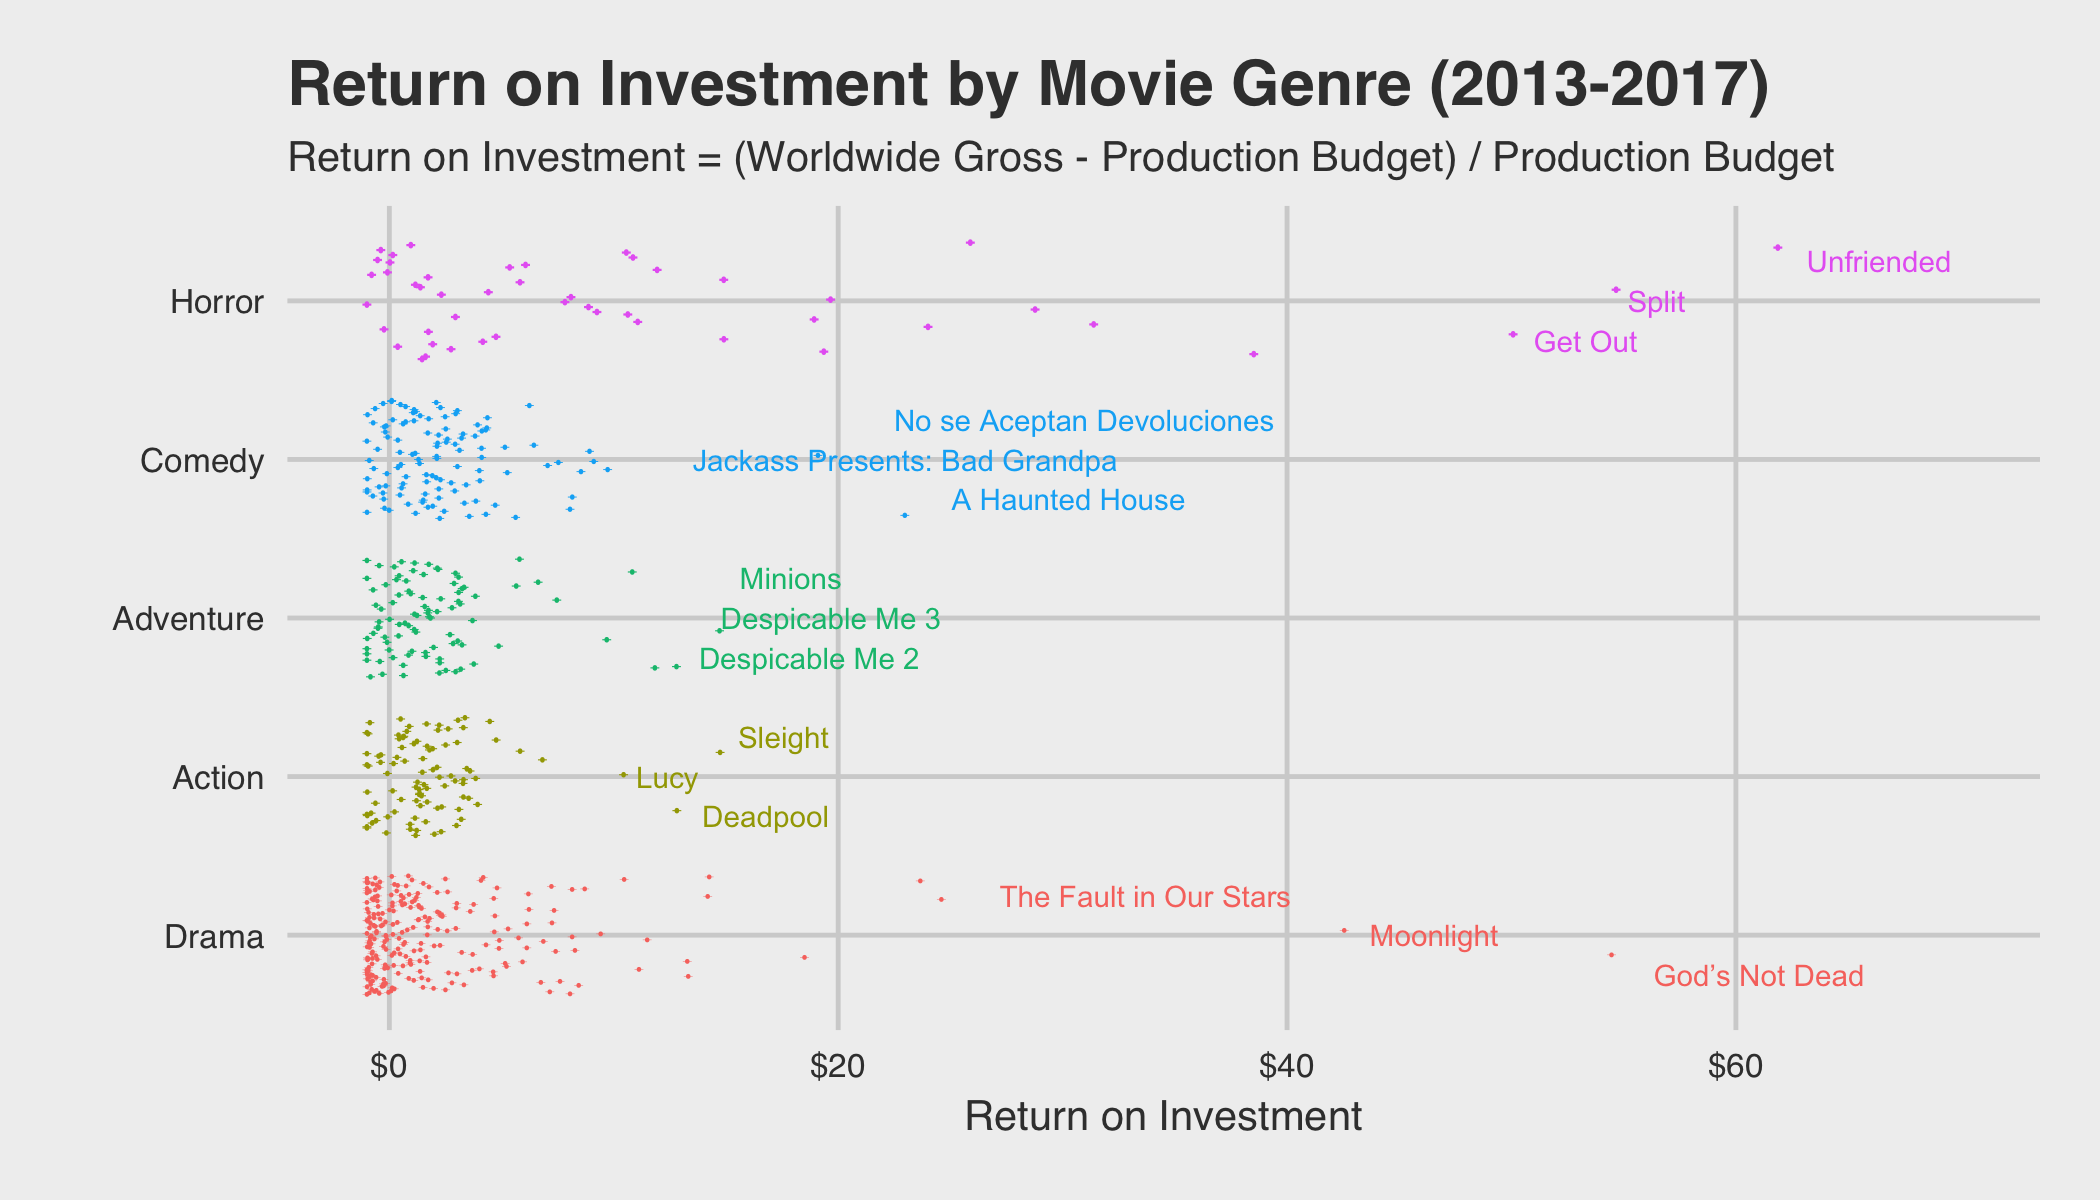 Return on Investment by Movie Genre (2013-2017)
Return on Investment = (Worldwide Gross - Production Budget) / Production Budget
Unfriended
Horror
Split
Get Out
No se Aceptan Devoluciones
Comedy
Jackass Presents: Bad Grandpa
A Haunted House
Minions
Adventure
Despicable Me 3
Despicable Me 2
Sleight
Action
Lucy
Deadpool
The Fault in Our Stars
Drama
Moonlight
God’s Not Dead
$0 $20 $40 $60
Return on Investment